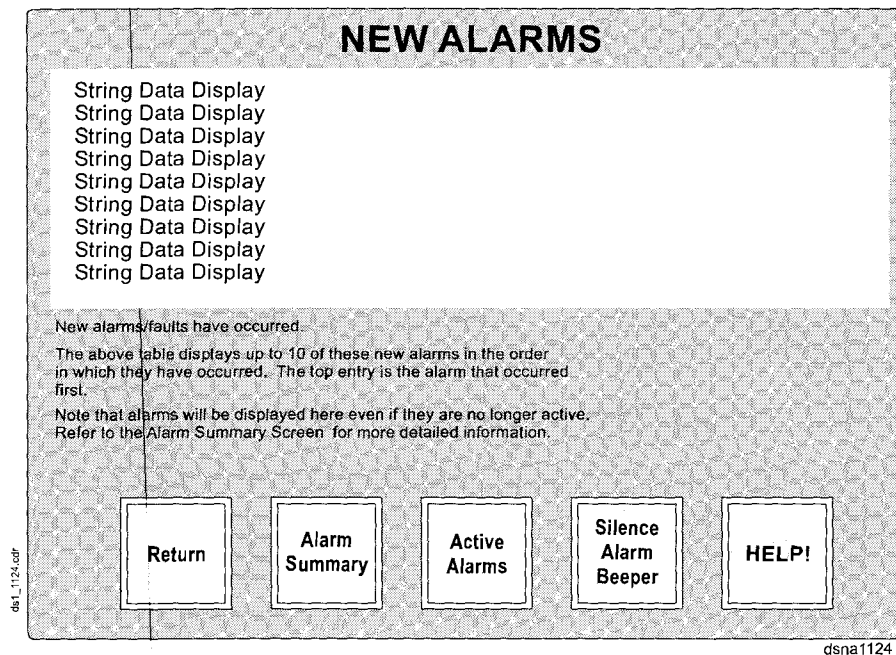 NEW ALARMS
String Data Display
String Data Display
String Data Display
String Data Display
String Data Display
String Data Display
String Data Display
String Data Display
String Data Display
New alarms/faults have occurred.
The above table displays up to 10 of these new alarms in the order
in which they have occurred. The top entry is the alarm that occurred
first.
Note that alarms will be displayed here even if they are no longer active.
Refer to the Alarm Summary Screen for more detailed information.
Return
Alarm
Summary
Active
Alarms
Silence
Alarm
Beeper
HELP!
ds1_1124.cdr
dsna1124